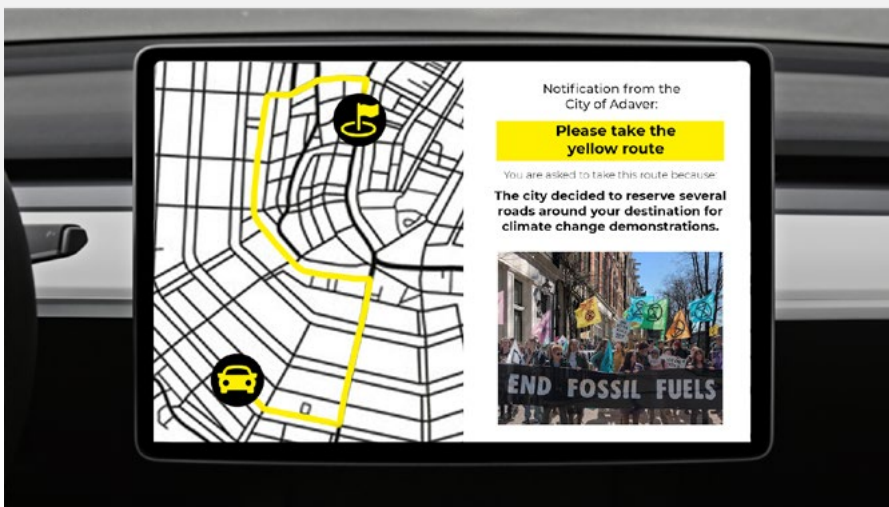 Notification from the
City of Adaver:
Please take the
yellow route
You are asked to take this route because:
The city decided to reserve several
roads around your destination for
climate change demonstrations.
END FOSSIL FUELS